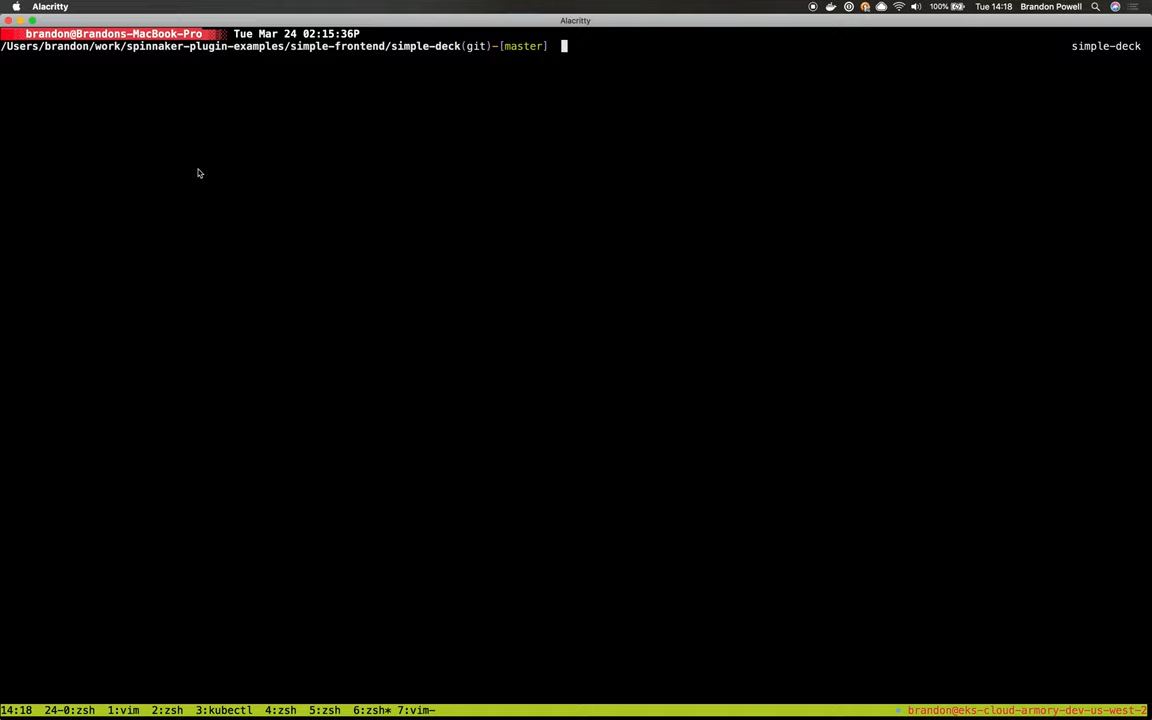 Alacritty
100%
Tue 14:18
Brandon Powell
Alacritty
brandon@Brandons-MacBook-Pro Tue Mar 24 02:15:36P
/Users/brandon/work/spinnaker-plugin-examples/simple-frontend/simple-deck(git)-[master]
simple-deck
14:18 24-0:zsh 1:vim 2:zsh 3:kubectl 4:zsh 5:zsh 6:zsh* 7:vim-
brandon@eks-cloud-armory-dev-us-west-2